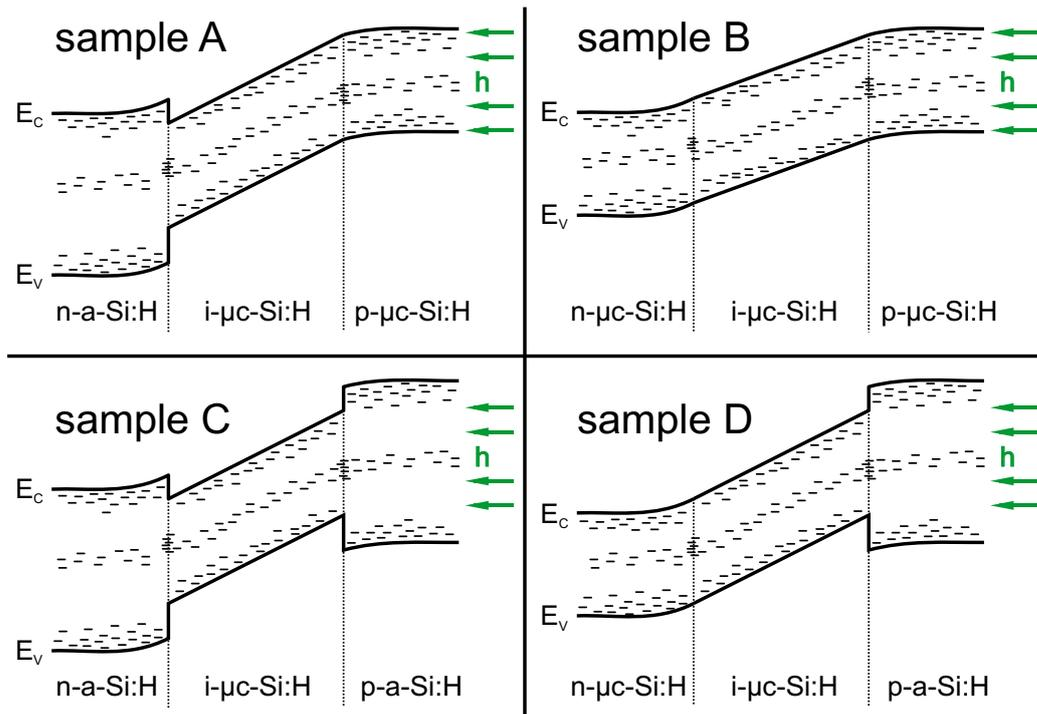 sample A
h
E_C
E_V
n-a-Si:H i-µc-Si:H p-µc-Si:H
sample B
h
E_C
E_V
n-µc-Si:H i-µc-Si:H p-µc-Si:H
sample C
h
E_C
E_V
n-a-Si:H i-µc-Si:H p-a-Si:H
sample D
h
E_C
E_V
n-µc-Si:H i-µc-Si:H p-a-Si:H